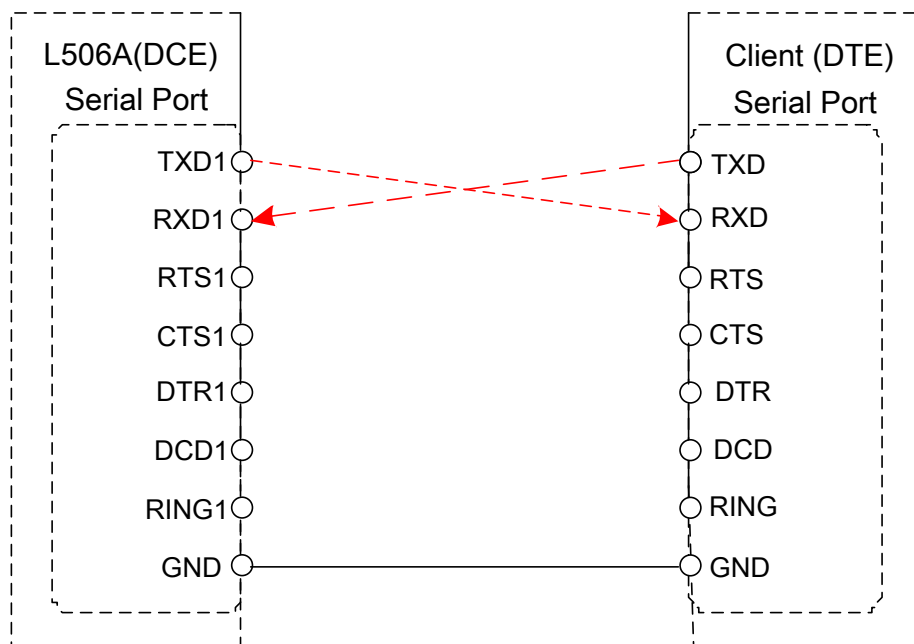 L506A(DCE)
Serial Port
TXD1
RXD1
RTS1
CTS1
DTR1
DCD1
RING1
GND
Client (DTE)
Serial Port
TXD
RXD
RTS
CTS
DTR
DCD
RING
GND